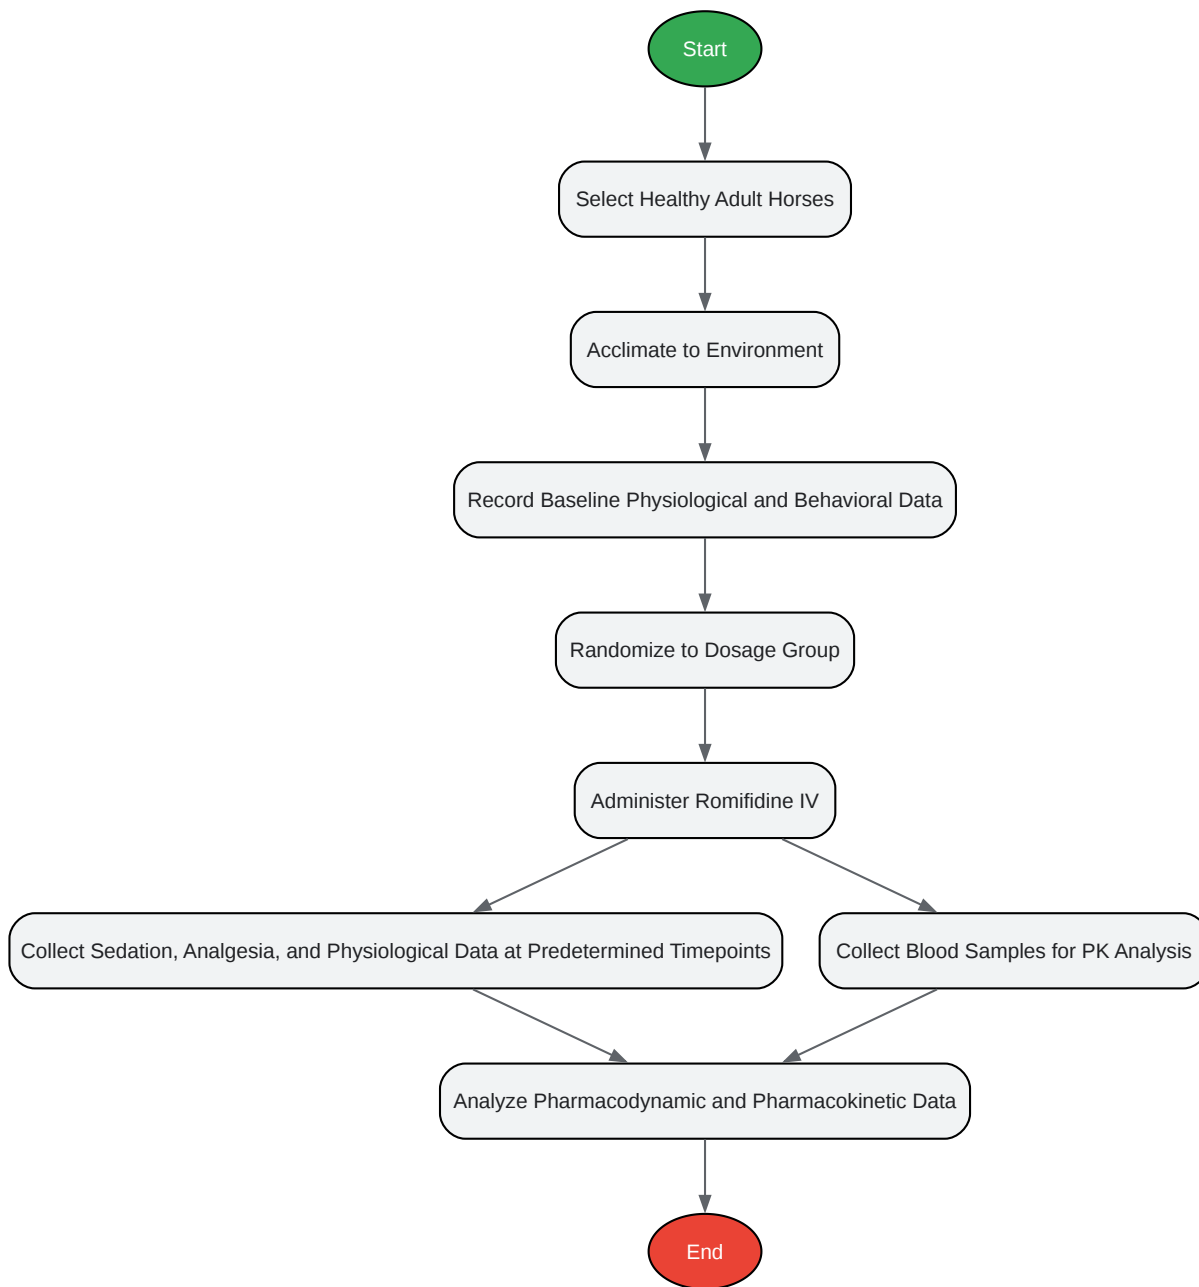 Start
Select Healthy Adult Horses
Acclimate to Environment
Record Baseline Physiological and Behavioral Data
Randomize to Dosage Group
Administer Romifidine IV
Collect Sedation, Analgesia, and Physiological Data at Predetermined Timepoints
Collect Blood Samples for PK Analysis
Analyze Pharmacodynamic and Pharmacokinetic Data
End